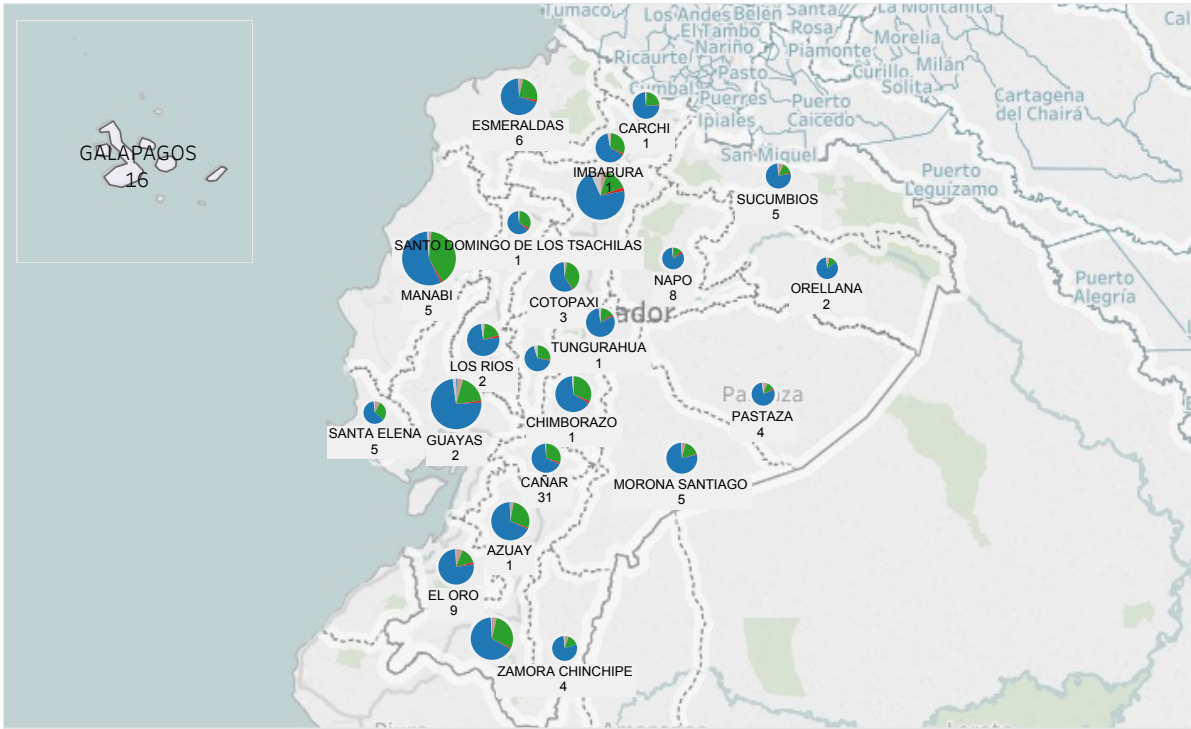 Tumaco
Los Andes
Belén
Santa
Rosa
La Montañita
Cal
El Tambo
Nariño
Ricaurte
Piamonte
Morelia
Milán
Curillo
Solita
Pasto
Cumbal
Puerres
Ipiales
Puerto
Caicedo
Cartagena
del Chairá
ESMERALDAS
6
CARCHI
1
GALAPAGOS
16
IMBABURA
1
San Miguel
SUCUMBIOS
5
Puerto
Leguízamo
SANTO DOMINGO DE LOS TSACHILAS
1
MANABI
5
COTOPAXI
3
NAPO
8
ORELLANA
2
Puerto
Alegría
ador
TUNGURAHUA
1
LOS RIOS
2
Pastaza
PASTAZA
4
CHIMBORAZO
1
SANTA ELENA
5
GUAYAS
2
CAÑAR
31
MORONA SANTIAGO
5
AZUAY
1
EL ORO
9
ZAMORA CHINCHIPE
4